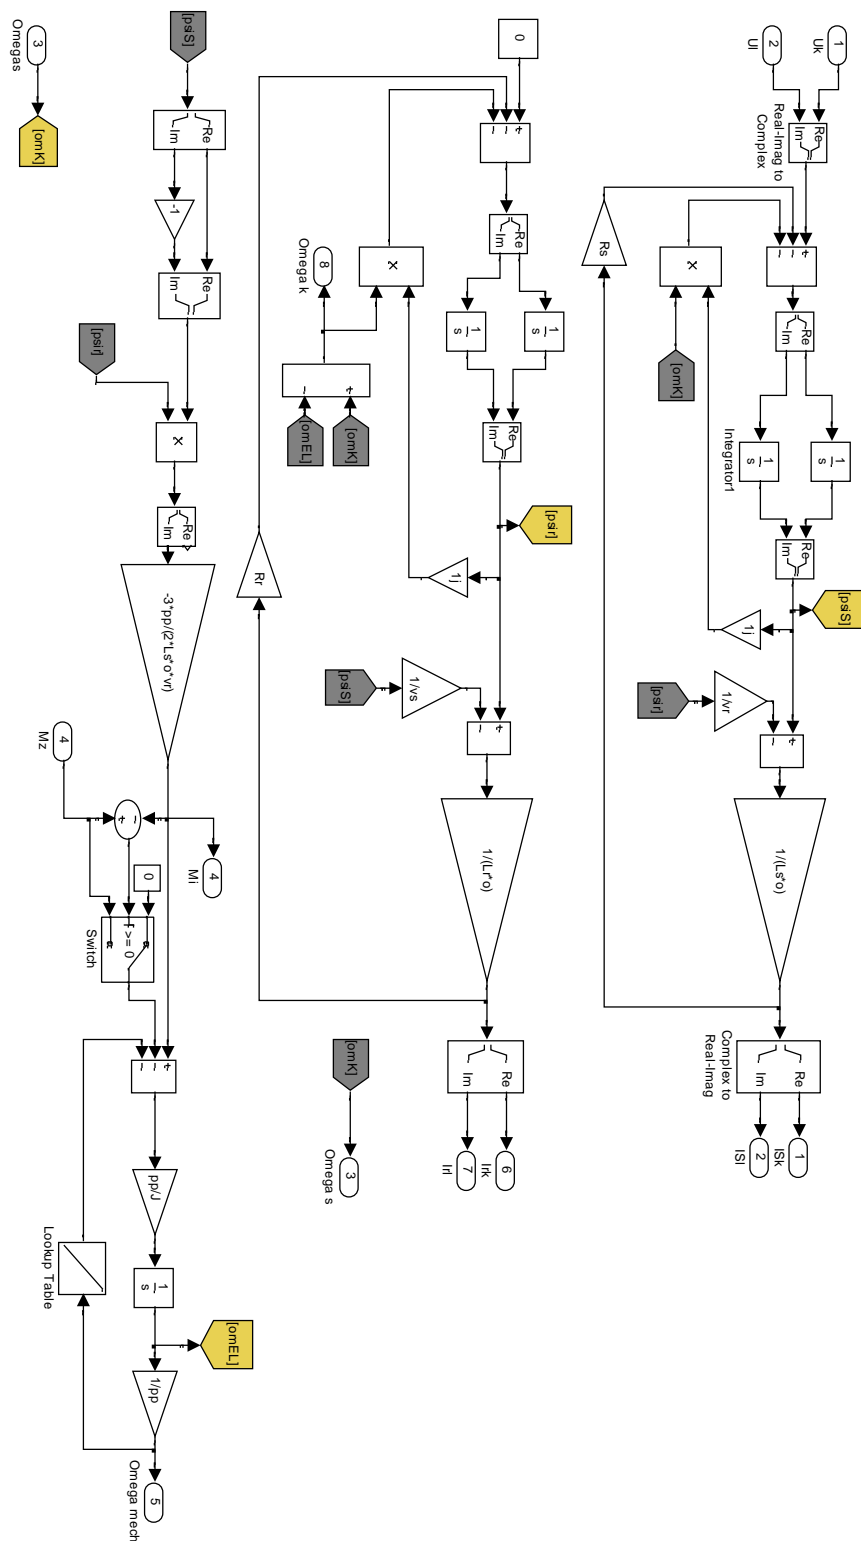 1
Uk
2
Ul
Re
Im
Real-Imag to
Complex
+
−
−
Rs
x
[omK]
Re
Im
1
s
1
s
Integrator1
Re
Im
[psiS]
1j
[psir]
1/vr
+
−
1/(Ls*o)
Re
Im
Complex to
Real-Imag
1
ISk
2
ISl
0
+
−
−
Re
Im
x
8
Omega k
+
−
[omK]
[omEL]
1
s
1
s
Re
Im
[psir]
1j
Rr
[psiS]
1/vs
+
−
1/(Lr*o)
Re
Im
6
Irk
7
Irl
[omK]
3
Omega s
[psiS]
Re
Im
-1
Re
Im
[psir]
x
Re
Im
-3*pp/(2*Ls*o*vr)
4
Mi
4
Mz
−
+
0
>= 0
Switch
+
−
−
pp/J
1
s
[omEL]
1/pp
5
Omega mech
Lookup Table
3
Omegas
[omK]